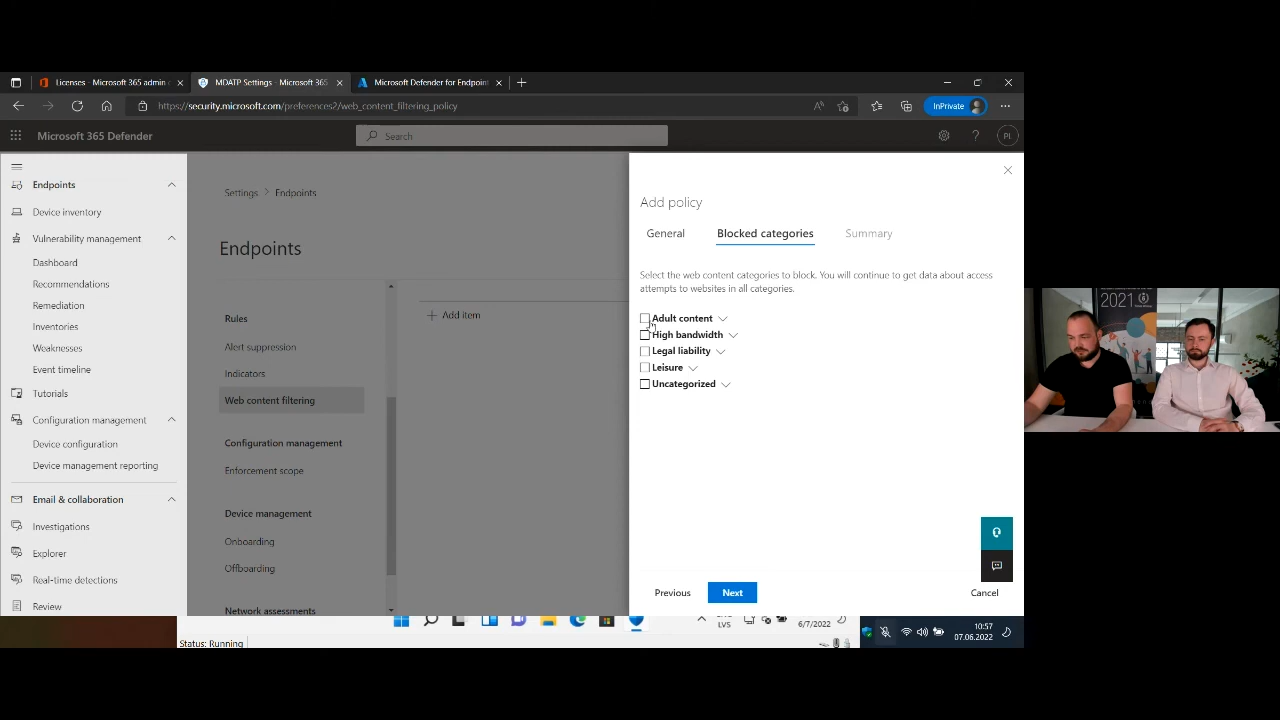 Licenses - Microsoft 365 admin c
MDATP Settings - Microsoft 365
Microsoft Defender for Endpoint
https://security.microsoft.com/preferences2/web_content_filtering_policy
InPrivate
Microsoft 365 Defender
Search
PL
Endpoints
Device inventory
Vulnerability management
Dashboard
Recommendations
Remediation
Inventories
Weaknesses
Event timeline
Tutorials
Configuration management
Device configuration
Device management reporting
Email & collaboration
Investigations
Explorer
Real-time detections
Review
Settings > Endpoints
Endpoints
Rules
Alert suppression
Indicators
Web content filtering
Configuration management
Enforcement scope
Device management
Onboarding
Offboarding
Network assessments
Add item
Add policy
General
Blocked categories
Summary
Select the web content categories to block. You will continue to get data about access
attempts to websites in all categories.
Adult content
High bandwidth
Legal liability
Leisure
Uncategorized
Previous
Next
Cancel
2021
LVS
6/7/2022
10:57
07.06.2022
Status: Running